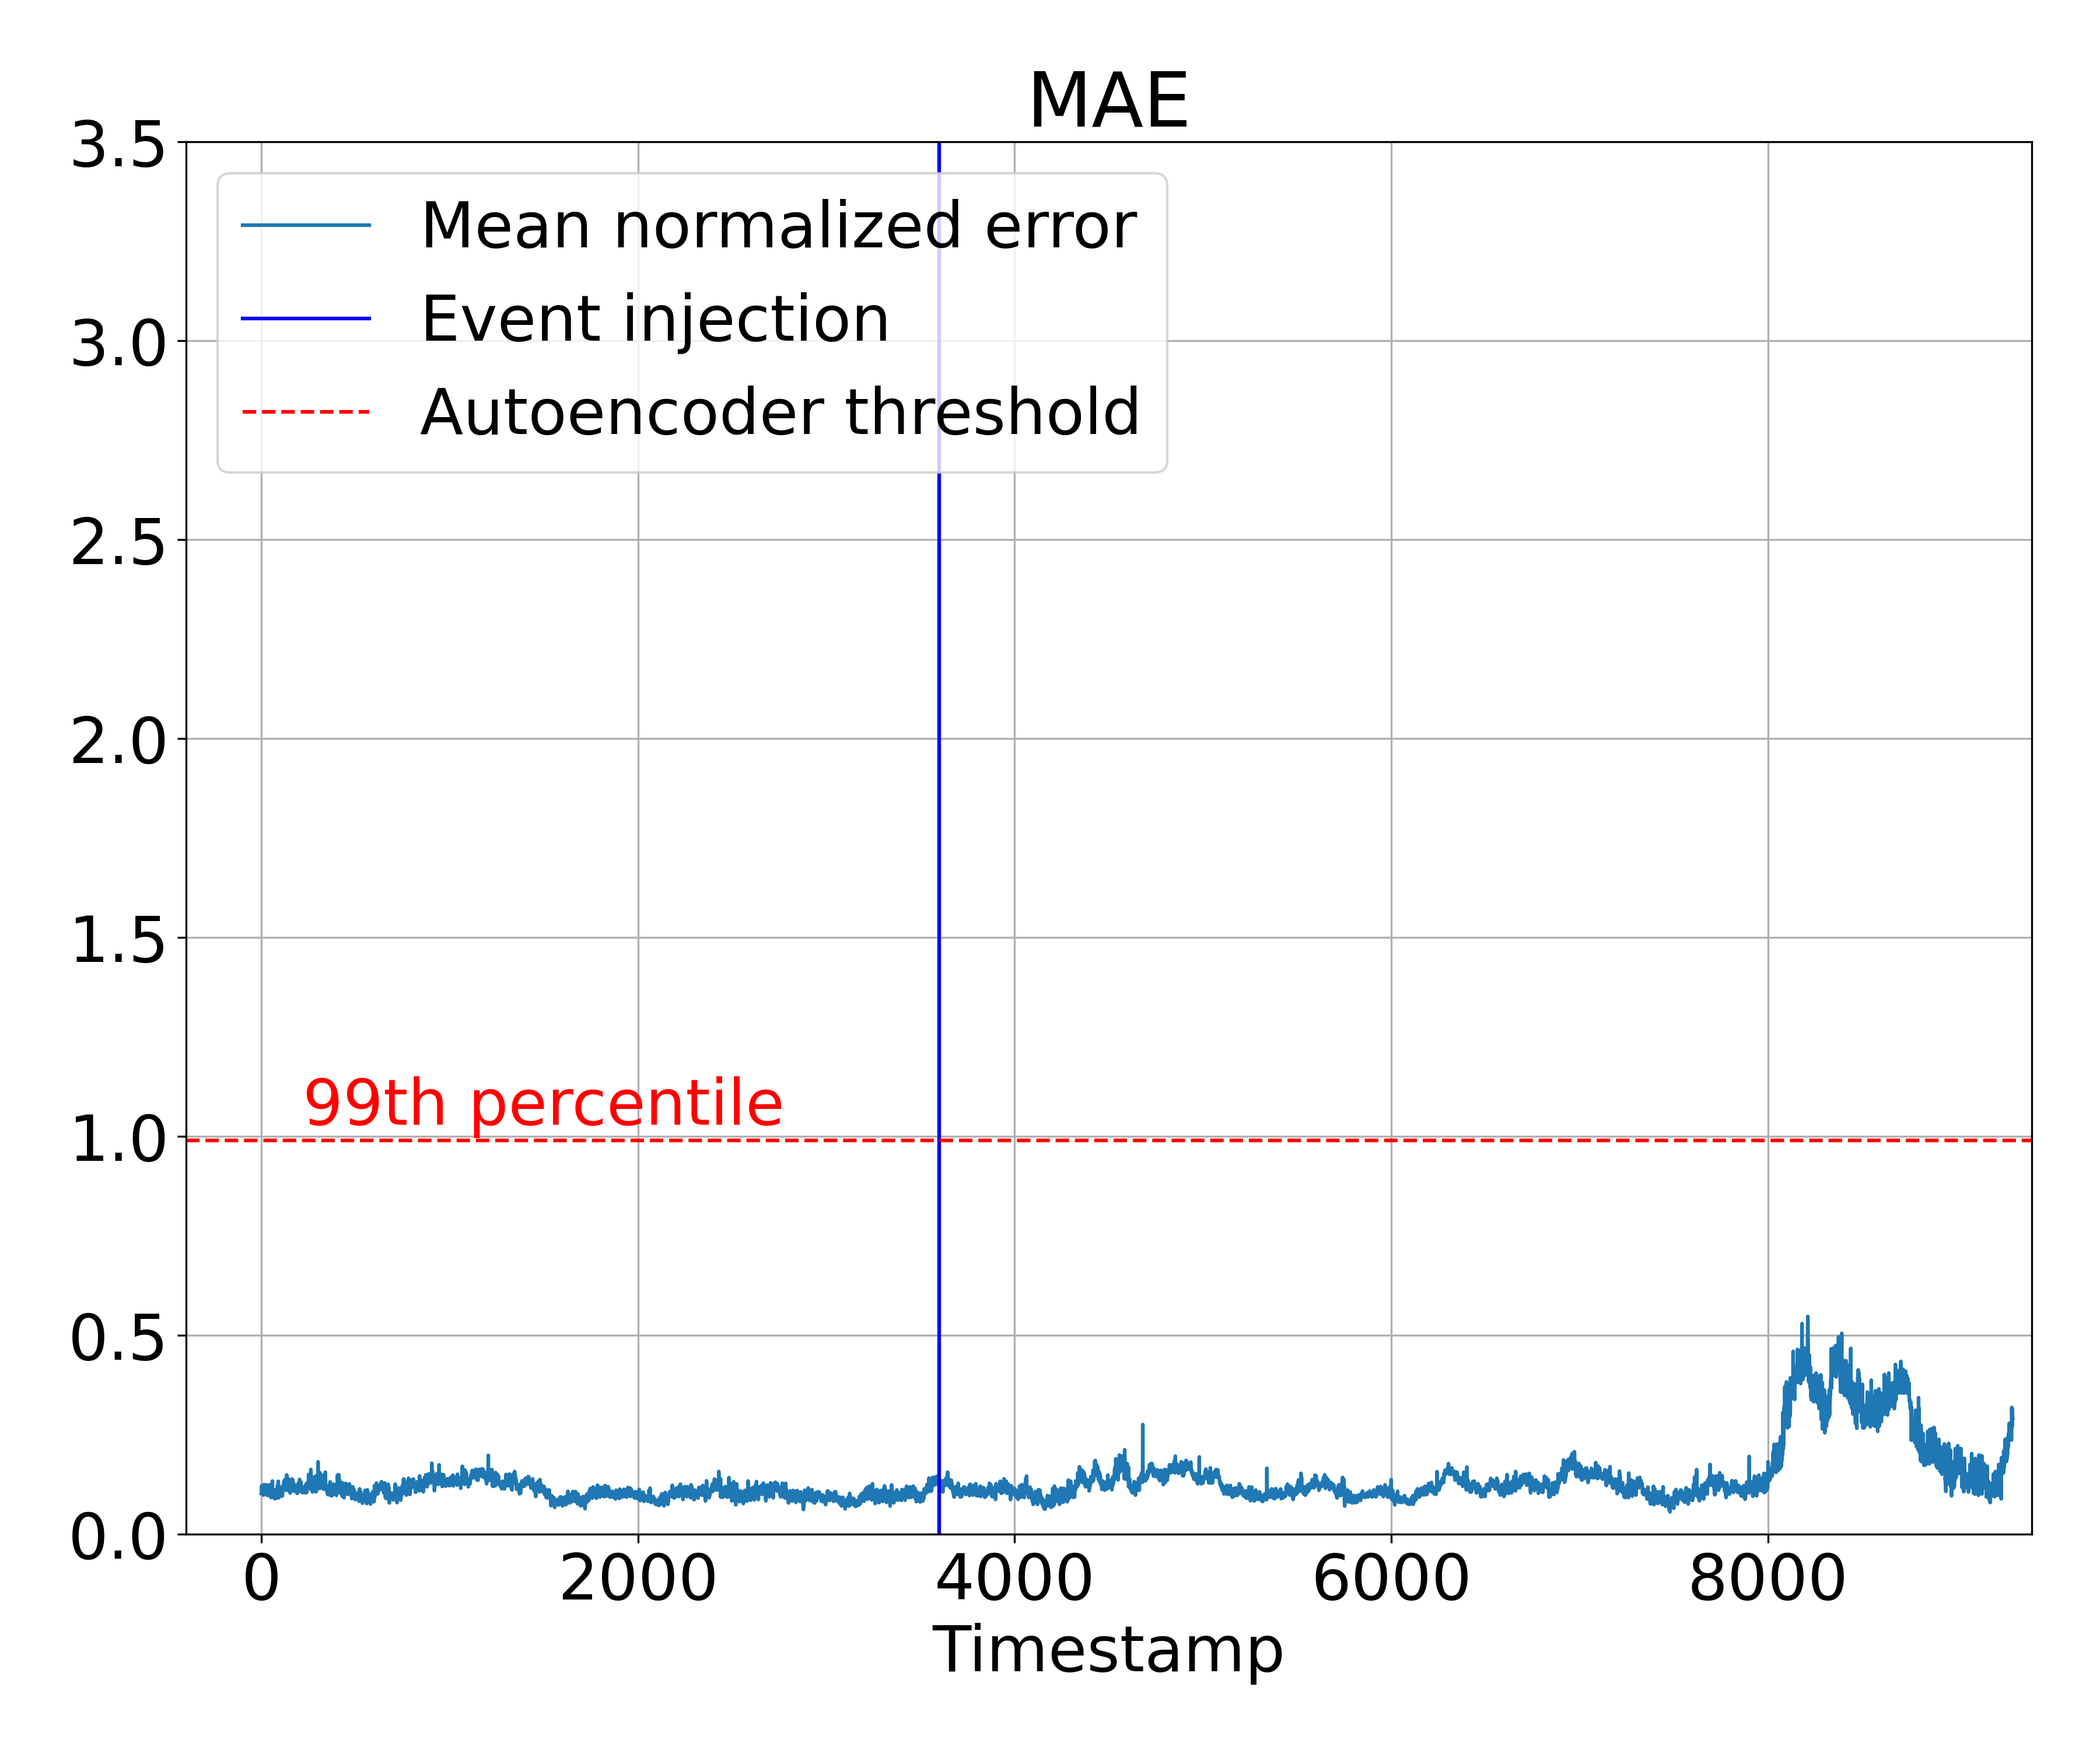 MAE
3.5
3.0
2.5
2.0
1.5
1.0
0.5
0.0
Mean normalized error
Event injection
Autoencoder threshold
99th percentile
0 2000 4000 6000 8000
Timestamp